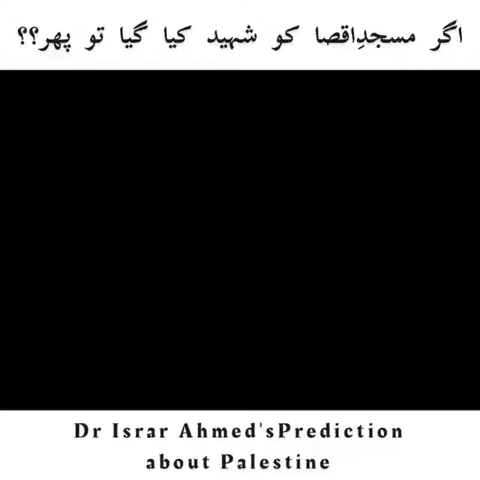 اگر مسجدِاقصا کو شہید کیا گیا تو پھر؟؟
Dr Israr Ahmed'sPrediction
about Palestine